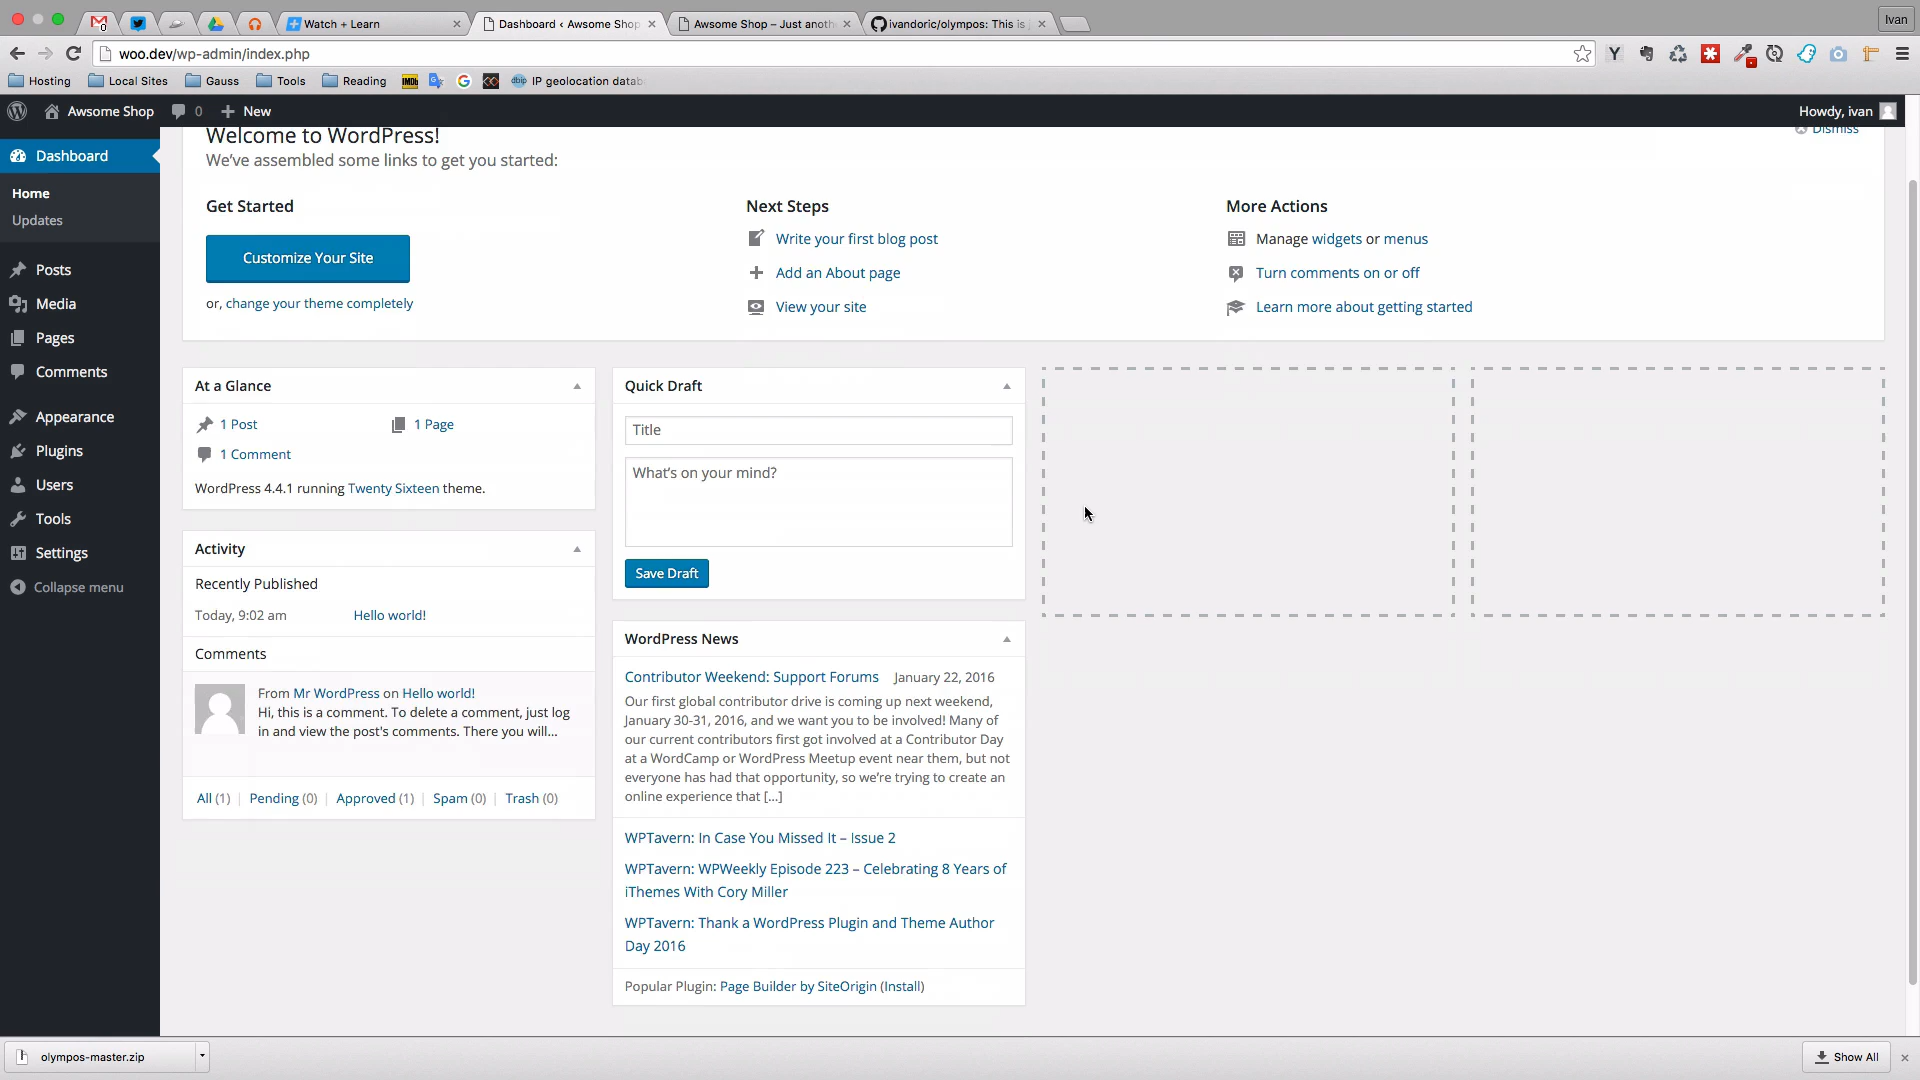 Watch + Learn
Dashboard ‹ Awsome Shop
Awsome Shop – Just anoth
ivandoric/olympos: This is
Ivan
woo.dev/wp-admin/index.php
Hosting
Local Sites
Gauss
Tools
Reading
IMDb
dbip
IP geolocation datab
Awsome Shop
0
New
Howdy, ivan
Dashboard
Home
Updates
Posts
Media
Pages
Comments
Appearance
Plugins
Users
Tools
Settings
Collapse menu
Welcome to WordPress!
Dismiss
We've assembled some links to get you started:
Get Started
Customize Your Site
or, change your theme completely
Next Steps
Write your first blog post
Add an About page
View your site
More Actions
Manage widgets or menus
Turn comments on or off
Learn more about getting started
At a Glance
1 Post
1 Page
1 Comment
WordPress 4.4.1 running Twenty Sixteen theme.
Activity
Recently Published
Today, 9:02 am
Hello world!
Comments
From Mr WordPress on Hello world!
Hi, this is a comment. To delete a comment, just log
in and view the post's comments. There you will...
All (1) | Pending (0) | Approved (1) | Spam (0) | Trash (0)
Quick Draft
Title
What's on your mind?
Save Draft
WordPress News
Contributor Weekend: Support Forums January 22, 2016
Our first global contributor drive is coming up next weekend,
January 30-31, 2016, and we want you to be involved! Many of
our current contributors first got involved at a Contributor Day
at a WordCamp or WordPress Meetup event near them, but not
everyone has had that opportunity, so we're trying to create an
online experience that [...]
WPTavern: In Case You Missed It – Issue 2
WPTavern: WPWeekly Episode 223 – Celebrating 8 Years of
iThemes With Cory Miller
WPTavern: Thank a WordPress Plugin and Theme Author
Day 2016
Popular Plugin: Page Builder by SiteOrigin (Install)
olympos-master.zip
Show All